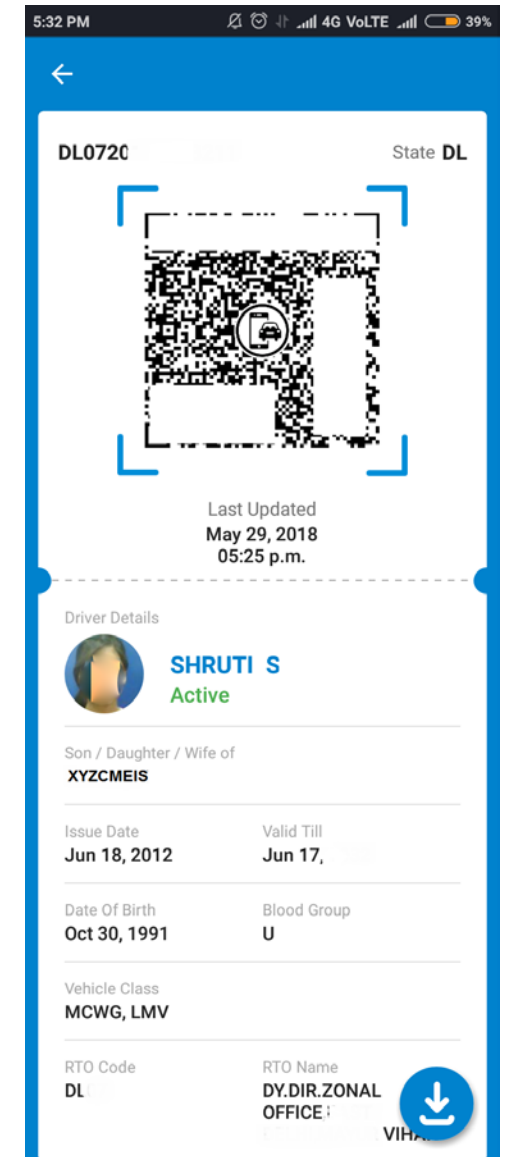 5:32 PM 4G VoLTE 39%
DL0720 State DL
Last Updated
May 29, 2018
05:25 p.m.
Driver Details
SHRUTI S
Active
Son / Daughter / Wife of
XYZCMEIS
Issue Date Valid Till
Jun 18, 2012 Jun 17,
Date Of Birth Blood Group
Oct 30, 1991 U
Vehicle Class
MCWG, LMV
RTO Code RTO Name
DL DY.DIR.ZONAL
OFFICE